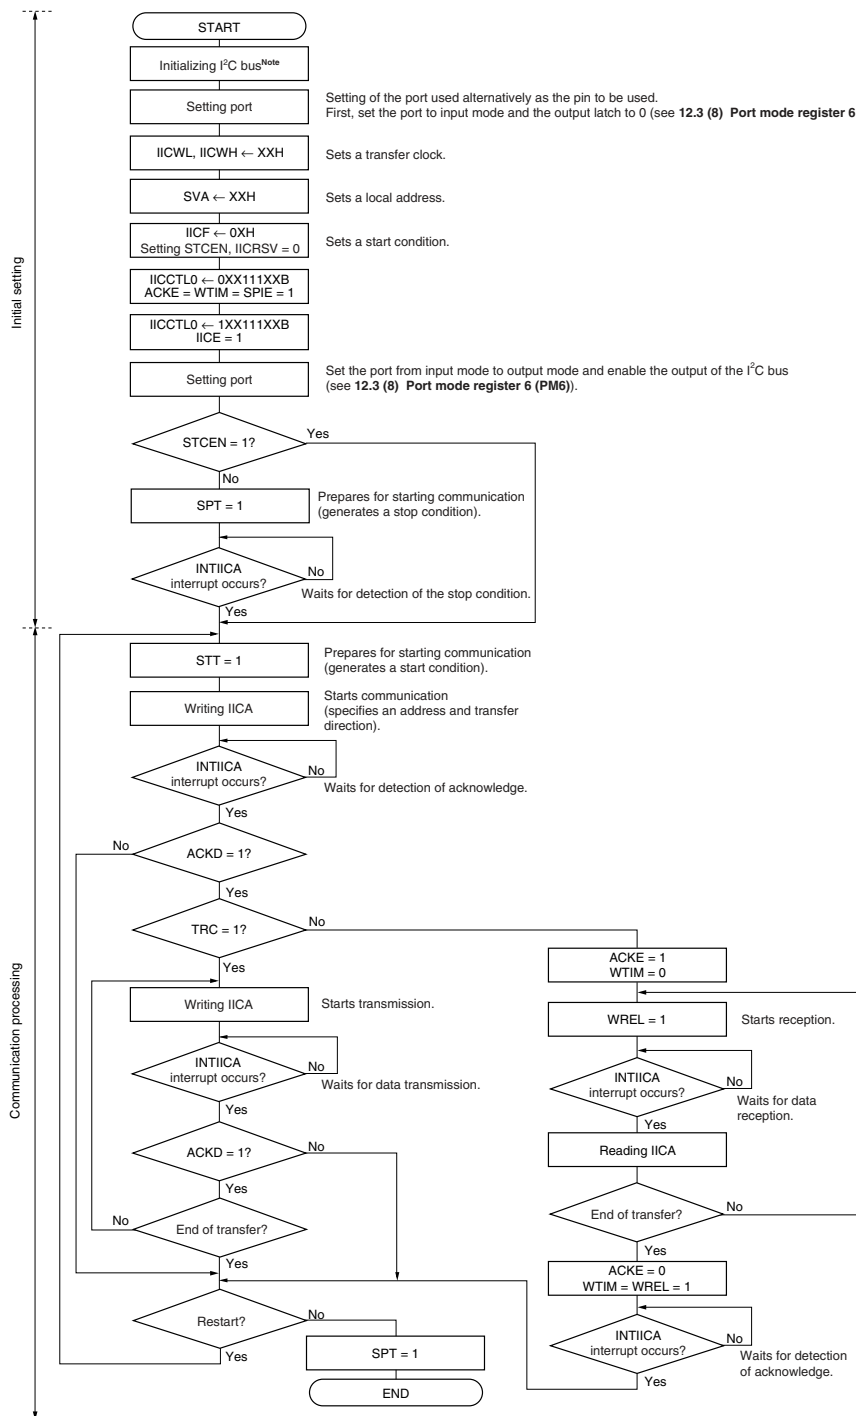 START
Initializing I²C bus^Note
Setting port
Setting of the port used alternatively as the pin to be used.
First, set the port to input mode and the output latch to 0 (see 12.3 (8) Port mode register 6
IICWL, IICWH ← XXH
Sets a transfer clock.
SVA ← XXH
Sets a local address.
IICF ← 0XH
Setting STCEN, IICRSV = 0
Sets a start condition.
Initial setting
IICCTL0 ← 0XX111XXB
ACKE = WTIM = SPIE = 1
IICCTL0 ← 1XX111XXB
IICE = 1
Setting port
Set the port from input mode to output mode and enable the output of the I²C bus
(see 12.3 (8) Port mode register 6 (PM6)).
STCEN = 1?
Yes
No
SPT = 1
Prepares for starting communication
(generates a stop condition).
INTIICA
interrupt occurs?
No
Waits for detection of the stop condition.
Yes
STT = 1
Prepares for starting communication
(generates a start condition).
Writing IICA
Starts communication
(specifies an address and transfer
direction).
INTIICA
interrupt occurs?
No
Waits for detection of acknowledge.
Yes
No
ACKD = 1?
Yes
TRC = 1?
No
Yes
Communication processing
Writing IICA
Starts transmission.
INTIICA
interrupt occurs?
No
Waits for data transmission.
Yes
ACKD = 1?
No
Yes
No
End of transfer?
Yes
Restart?
No
Yes
SPT = 1
END
ACKE = 1
WTIM = 0
WREL = 1
Starts reception.
INTIICA
interrupt occurs?
No
Waits for data
reception.
Yes
Reading IICA
End of transfer?
No
Yes
ACKE = 0
WTIM = WREL = 1
INTIICA
interrupt occurs?
No
Waits for detection
of acknowledge.
Yes